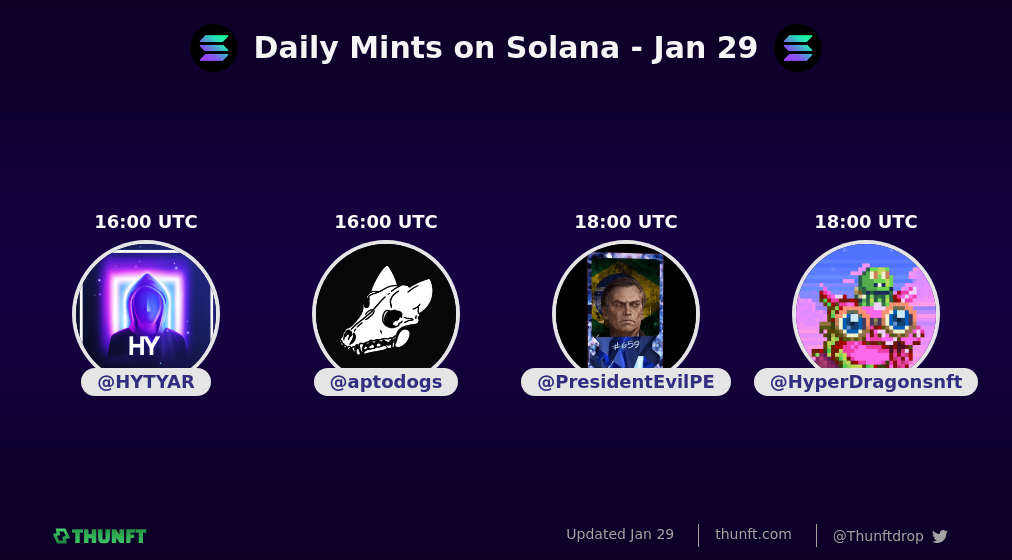 Daily Mints on Solana - Jan 29
16:00 UTC
16:00 UTC
18:00 UTC
18:00 UTC
HY
#659
@HYTYAR
@aptodogs
@PresidentEvilPE
@HyperDragonsnft
THUNFT
Updated Jan 29
thunft.com
@Thunftdrop